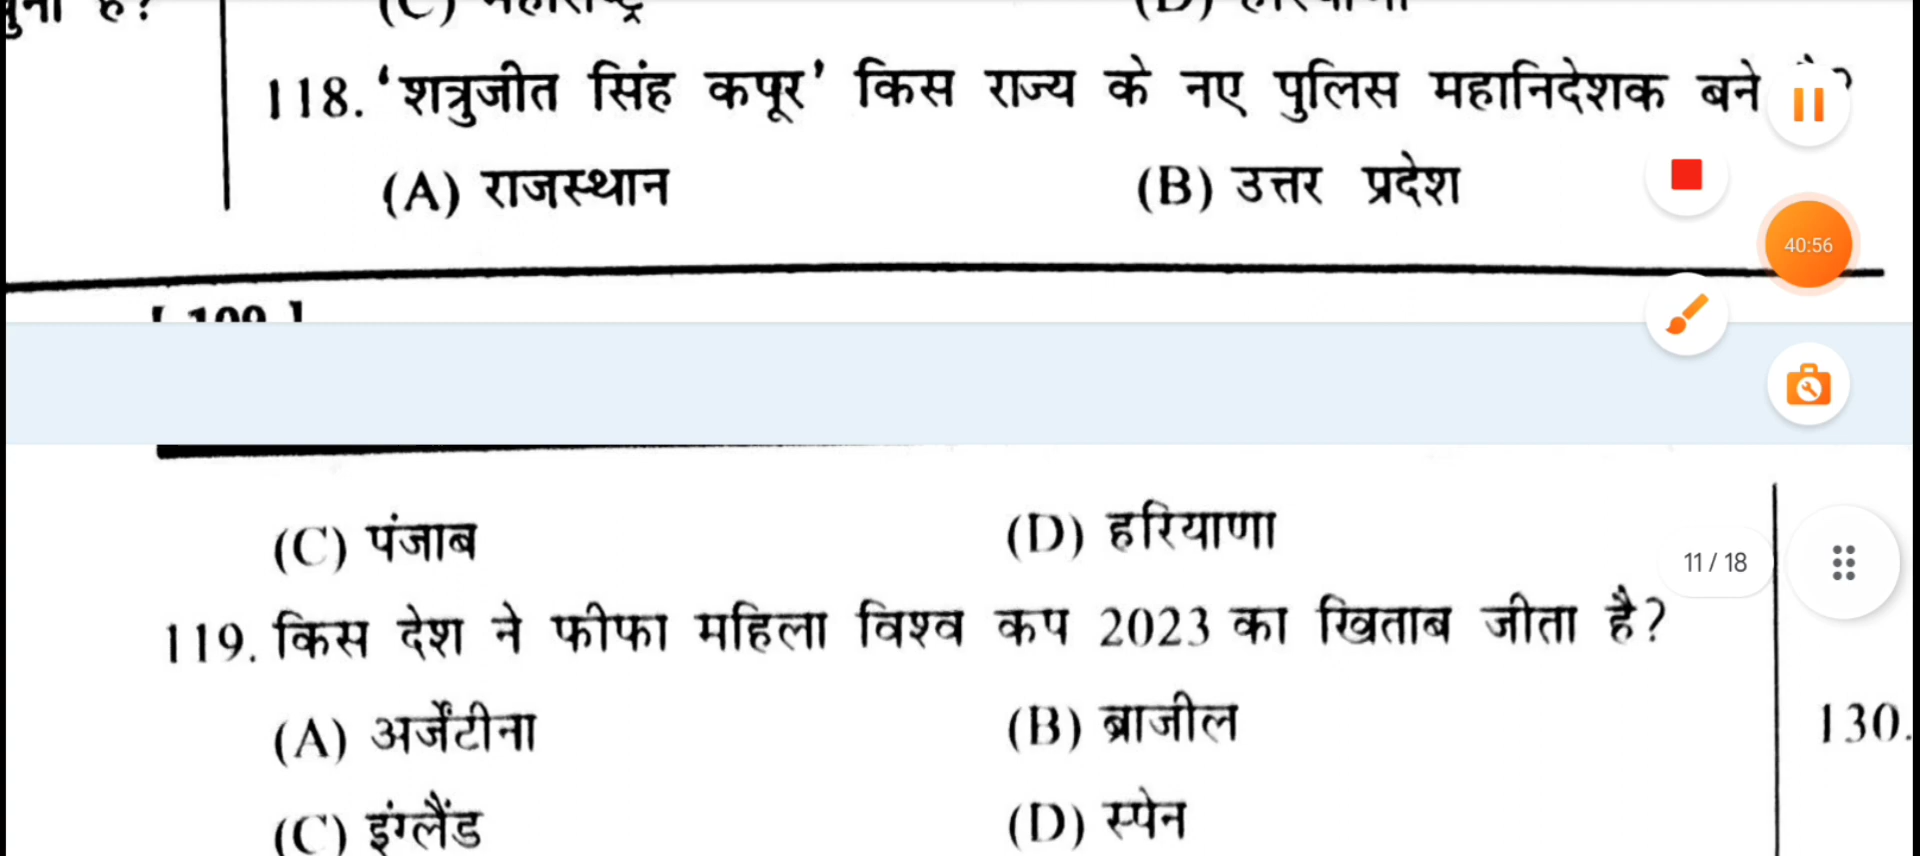 118. ‘शत्रुजीत सिंह कपूर’ किस राज्य के नए पुलिस महानिदेशक बने
(A) राजस्थान (B) उत्तर प्रदेश
40:56
(C) पंजाब (D) हरियाणा
11 / 18
119. किस देश ने फीफा महिला विश्व कप 2023 का खिताब जीता है?
(A) अर्जेंटीना (B) ब्राजील
130.
(C) इंग्लैंड (D) स्पेन